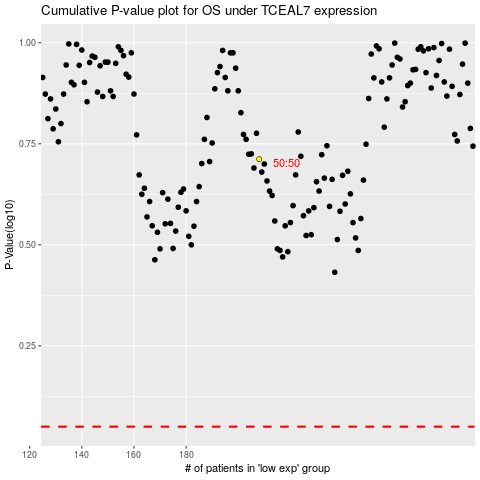 Cumulative P-value plot for OS under TCEAL7 expression
P-Value(log10)
1.00
0.75
0.50
0.25
50:50
120 140 160 180
# of patients in 'low exp' group